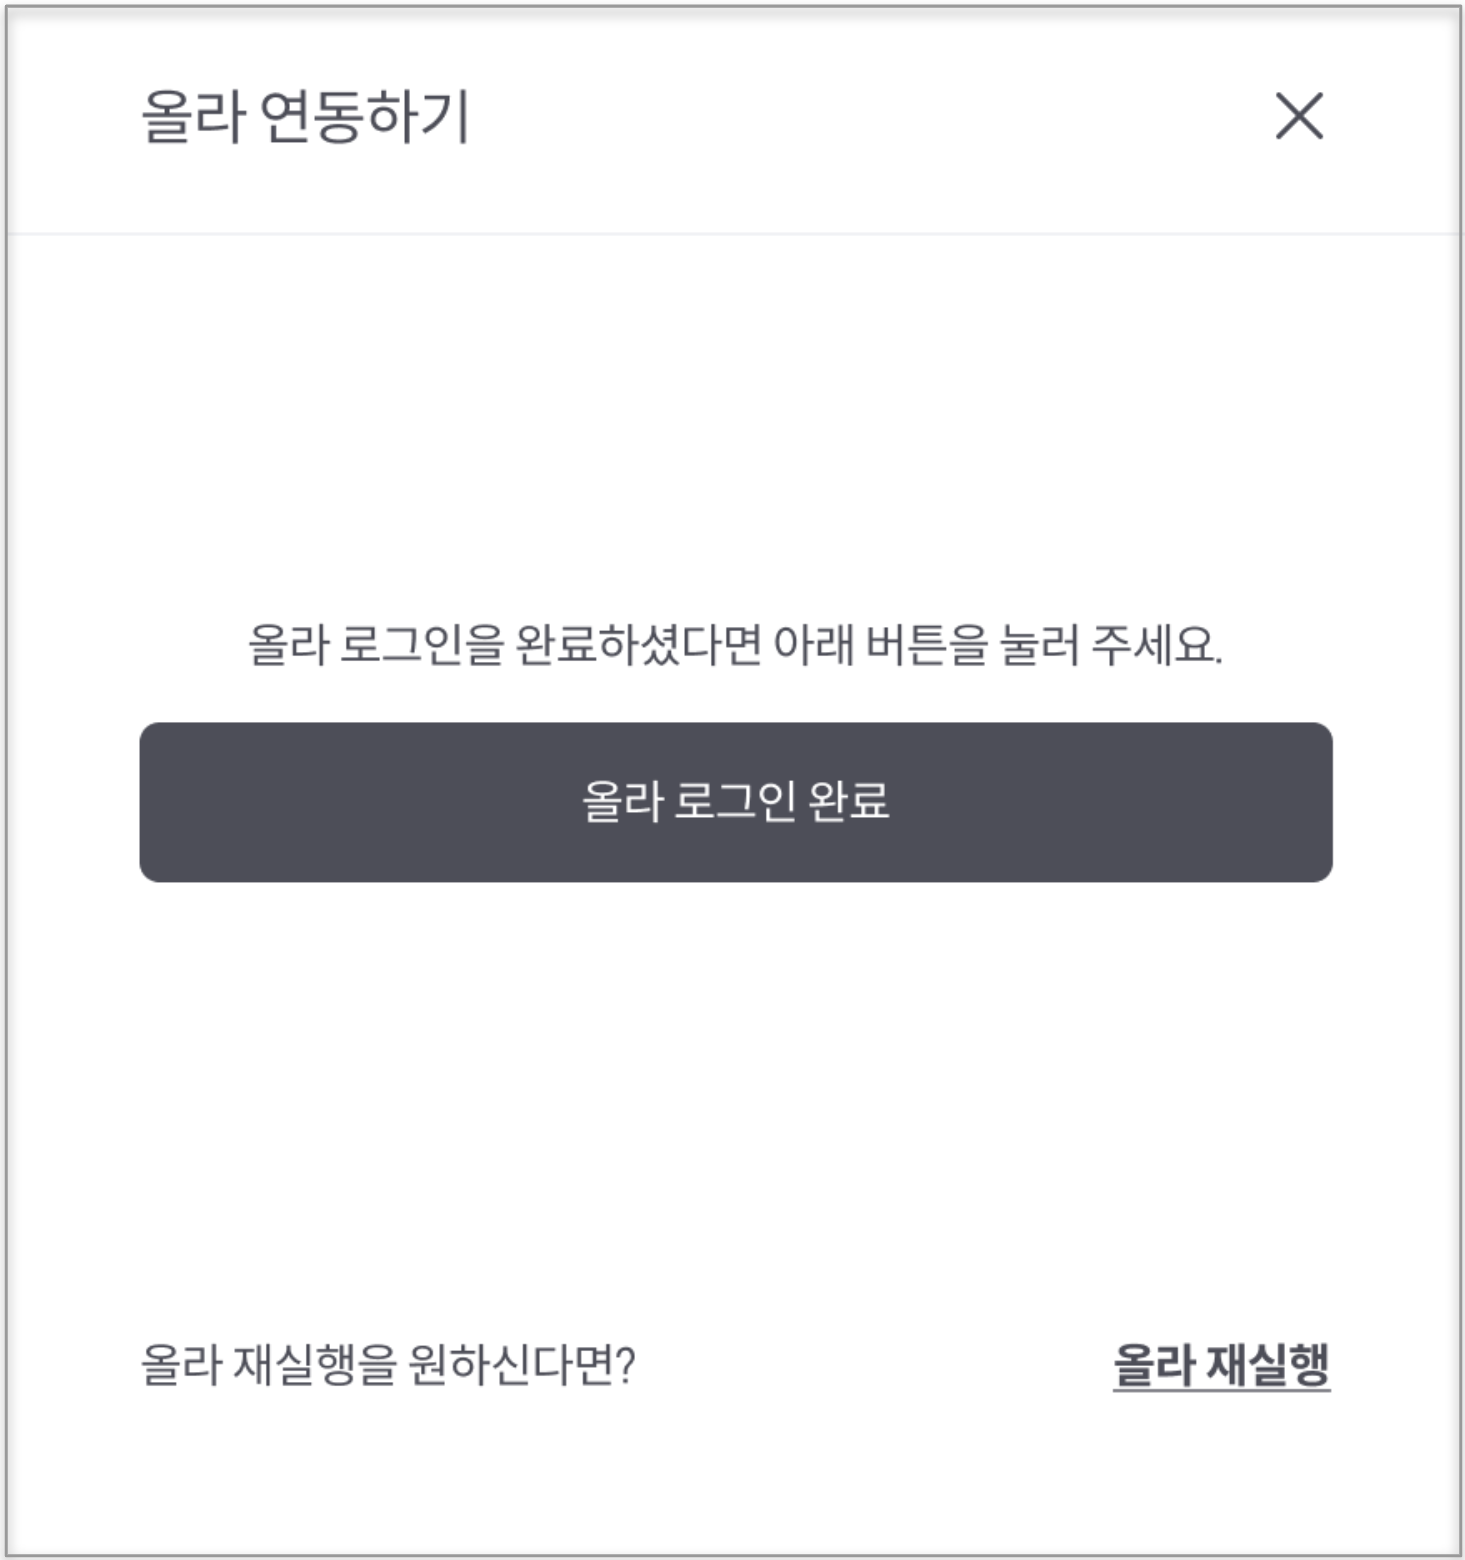 올라 연동하기
올라 로그인을 완료하셨다면 아래 버튼을 눌러 주세요.
올라 로그인 완료
올라 재실행을 원하신다면?
올라 재실행